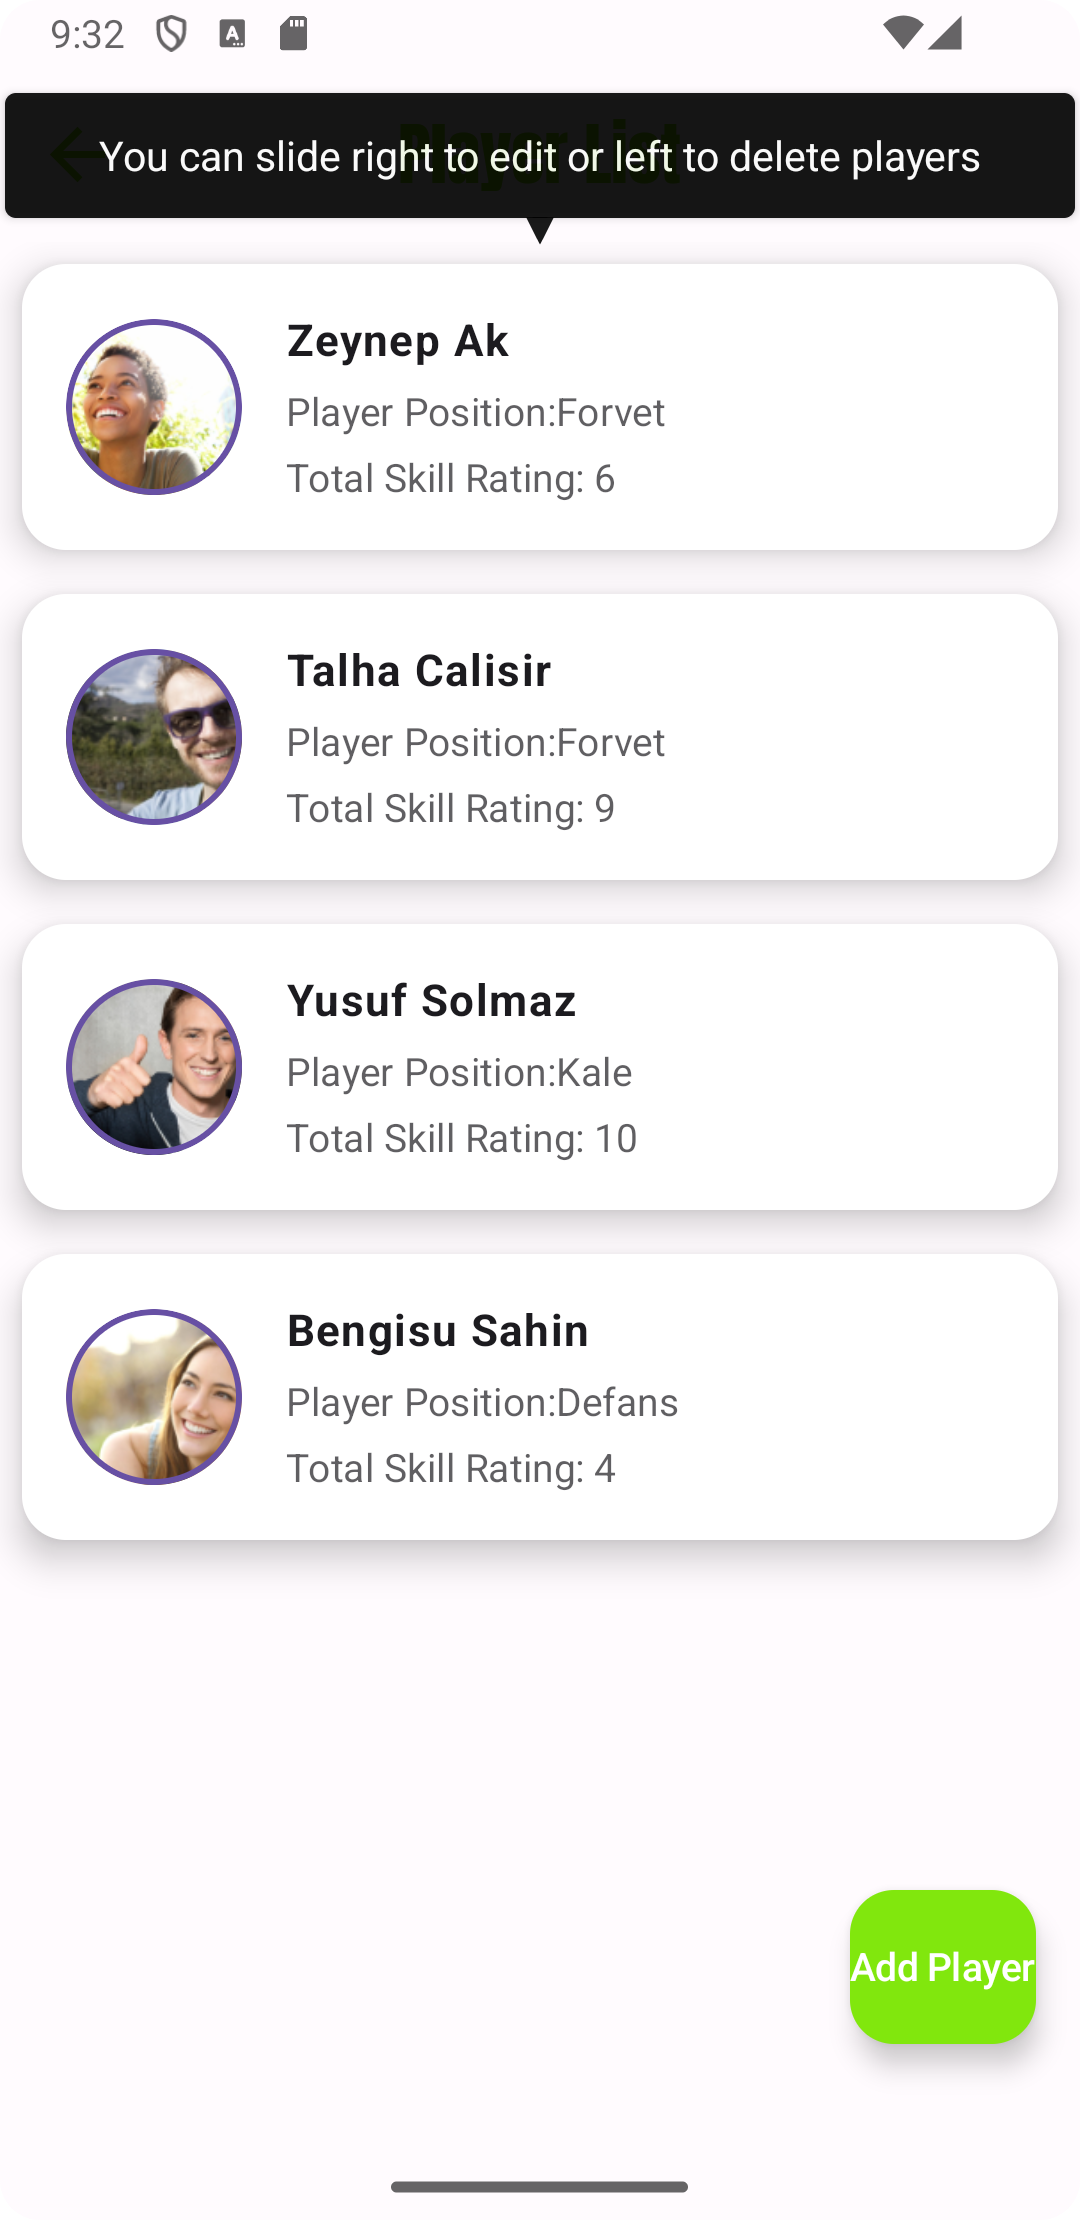 9:32
Player List
You can slide right to edit or left to delete players
Zeynep Ak
Player Position:Forvet
Total Skill Rating: 6
Talha Calisir
Player Position:Forvet
Total Skill Rating: 9
Yusuf Solmaz
Player Position:Kale
Total Skill Rating: 10
Bengisu Sahin
Player Position:Defans
Total Skill Rating: 4
Add Player